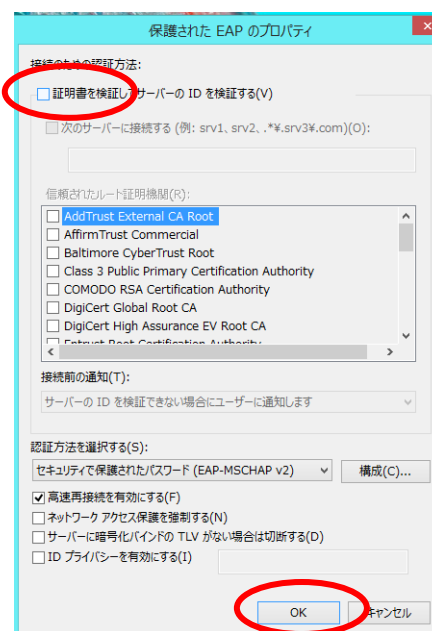 保護された EAP のプロパティ
接続のための認証方法:
証明書を検証してサーバーの ID を検証する(V)
次のサーバーに接続する (例: srv1、srv2、.*¥.srv3¥.com)(O):
信頼されたルート証明機関(R):
AddTrust External CA Root
AffirmTrust Commercial
Baltimore CyberTrust Root
Class 3 Public Primary Certification Authority
COMODO RSA Certification Authority
DigiCert Global Root CA
DigiCert High Assurance EV Root CA
Entrust Root Certification Authority
接続前の通知(T):
サーバーの ID を検証できない場合にユーザーに通知します
認証方法を選択する(S):
セキュリティで保護されたパスワード (EAP-MSCHAP v2)
構成(C)...
高速再接続を有効にする(F)
ネットワーク アクセス保護を強制する(N)
サーバーに暗号化バインドの TLV がない場合は切断する(D)
ID プライバシーを有効にする(I)
OK
キャンセル